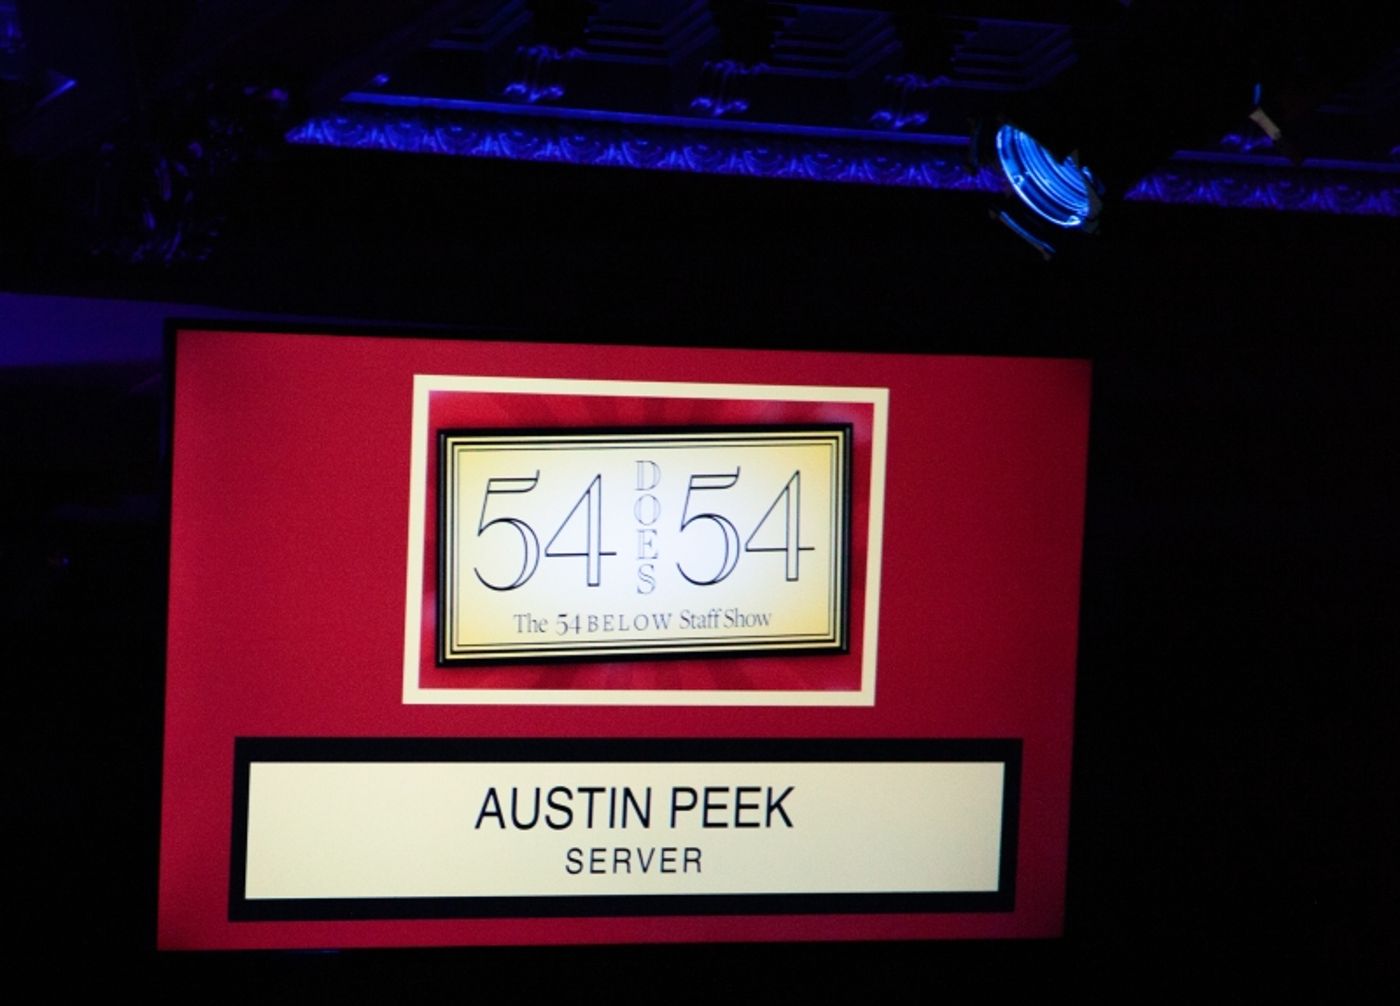 54 DOES 54
The 54 BELOW Staff Show
AUSTIN PEEK
SERVER